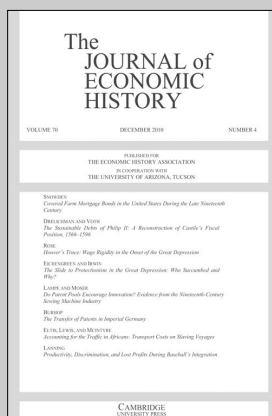 The
JOURNAL of
ECONOMIC
HISTORY
VOLUME 70 DECEMBER 2010 NUMBER 4
PUBLISHED FOR
THE ECONOMIC HISTORY ASSOCIATION
IN COOPERATION WITH
THE UNIVERSITY OF ARIZONA, TUCSON
SNOWDEN
Covered Farm Mortgage Bonds in the United States During the Late Nineteenth
Century
DRELICHMAN AND VOTH
The Sustainable Debts of Philip II: A Reconstruction of Castile's Fiscal
Position, 1566–1596
ROSE
Hoover's Truce: Wage Rigidity in the Onset of the Great Depression
EICHENGREEN AND IRWIN
The Slide to Protectionism in the Great Depression: Who Succumbed and
Why?
LAMPE AND MOSER
Do Patent Pools Encourage Innovation? Evidence from the Nineteenth-Century
Sewing Machine Industry
BURHOP
The Transfer of Patents in Imperial Germany
ELTIS, LEWIS, AND MCINTYRE
Accounting for the Traffic in Africans: Transport Costs on Slaving Voyages
LANNING
Productivity, Discrimination, and Lost Profits During Baseball's Integration
CAMBRIDGE
UNIVERSITY PRESS